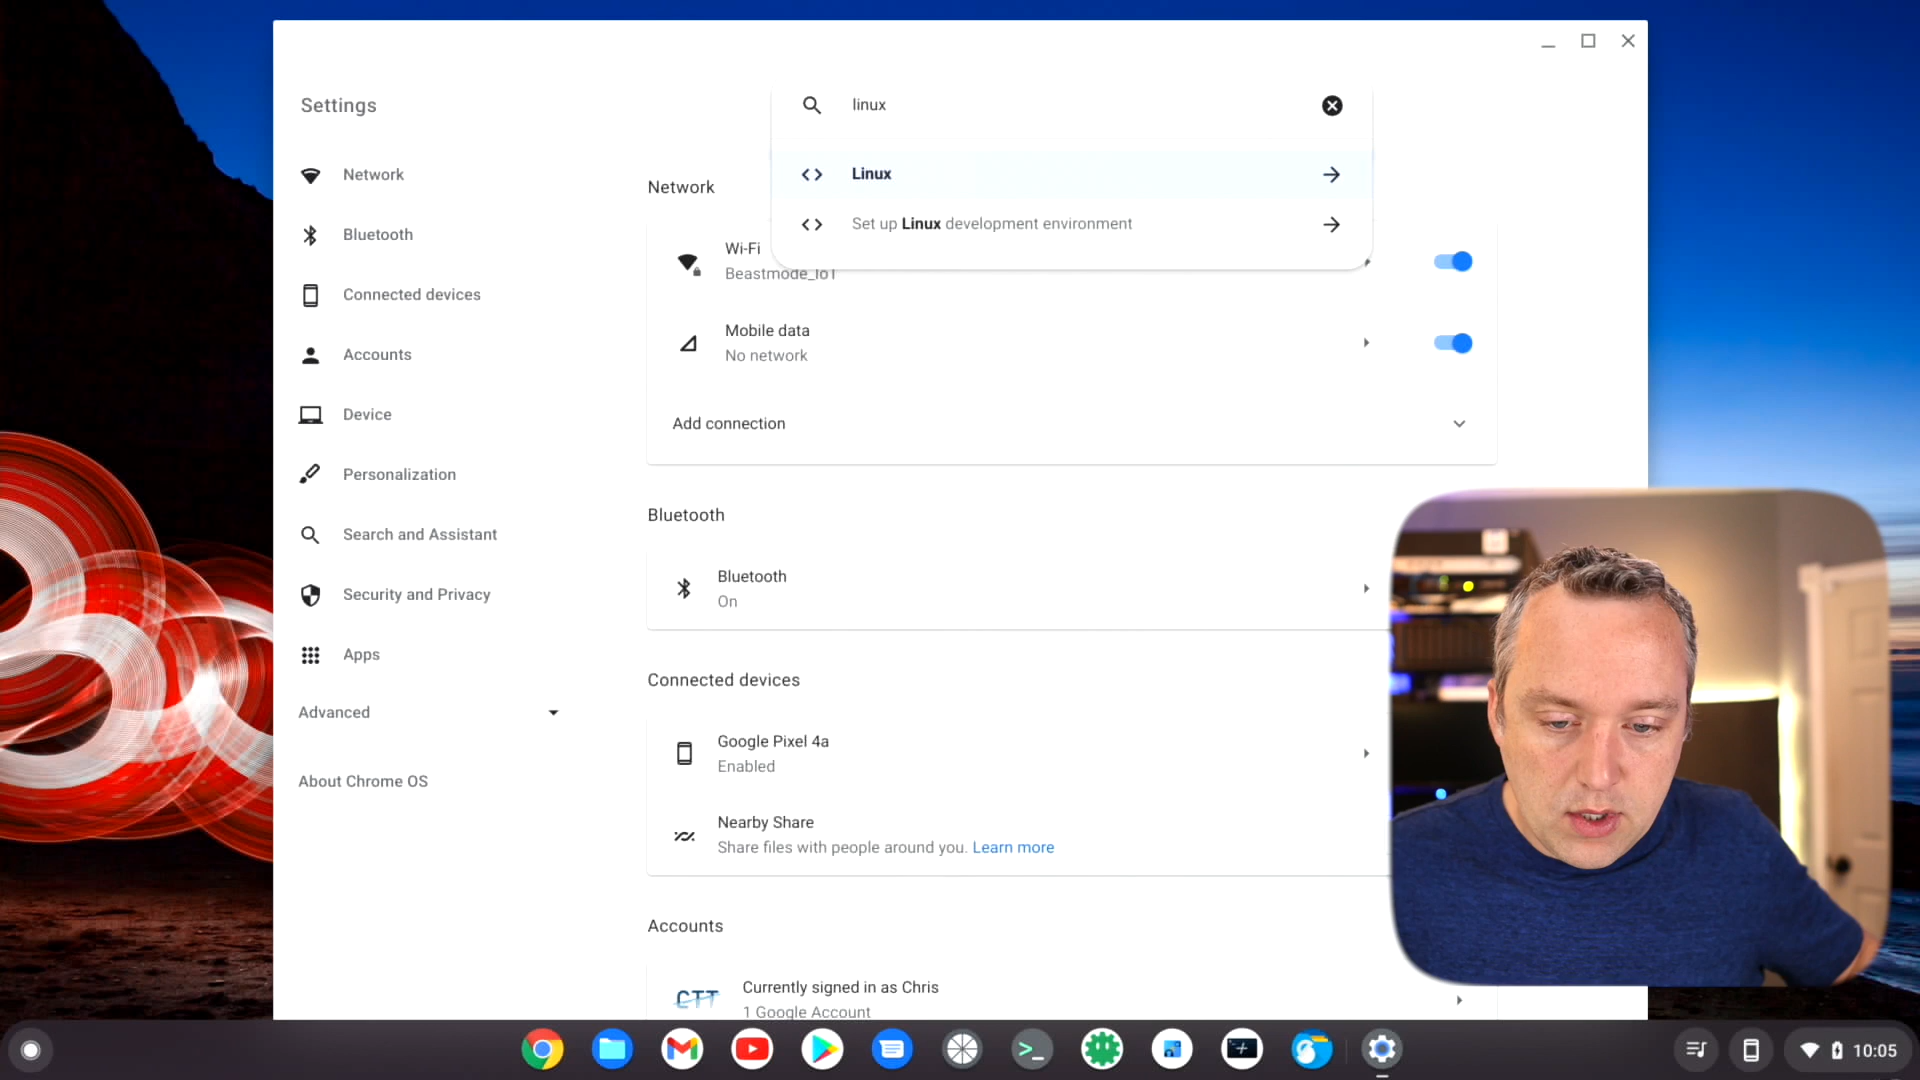 Settings
linux
Network
Linux
Network
Set up Linux development environment
Bluetooth
Wi-Fi
Beastmode_IoT
Connected devices
Mobile data
No network
Accounts
Device
Add connection
Personalization
Bluetooth
Search and Assistant
Bluetooth
On
Security and Privacy
Apps
Connected devices
Advanced
Google Pixel 4a
Enabled
About Chrome OS
Nearby Share
Share files with people around you. Learn more
Accounts
CTT
Currently signed in as Chris
1 Google Account
10:05